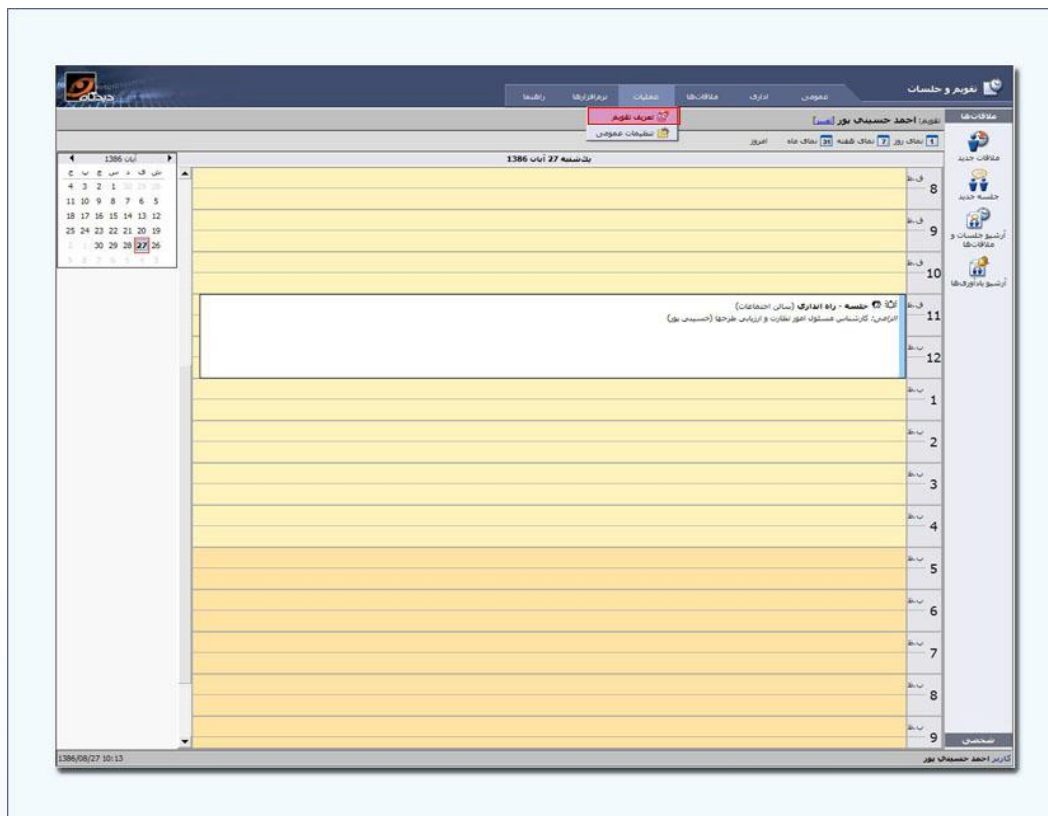 تقویم و جلسات
عمومی اداری ملاقات‌ها عملیات نرم‌افزارها راهنما
دیدگاه
ملاقات‌ها
تقویم: احمد حسینی پور [تغییر]
تعریف تقویم
تنظیمات عمومی
1 نمای روز 7 نمای هفته 31 نمای ماه امروز
ملاقات جدید
جلسه جدید
آرشیو جلسات و ملاقات‌ها
آرشیو یادآوری‌ها
یکشنبه 27 آبان 1386
آبان 1386
ش ی د س چ پ ج
1 2 3 4
5 6 7 8 9 10 11
12 13 14 15 16 17 18
19 20 21 22 23 24 25
26 27 28 29 30
ق.ظ 8
ق.ظ 9
ق.ظ 10
ق.ظ 11
جلسه - راه اندازی (سالن اجتماعات)
الزامی: کارشناس مسئول امور نظارت و ارزیابی طرحها (حسینی پور)
ب.ظ 12
ب.ظ 1
ب.ظ 2
ب.ظ 3
ب.ظ 4
ب.ظ 5
ب.ظ 6
ب.ظ 7
ب.ظ 8
ب.ظ 9
شخصی
کاربر احمد حسینی پور
1386/08/27 10:13